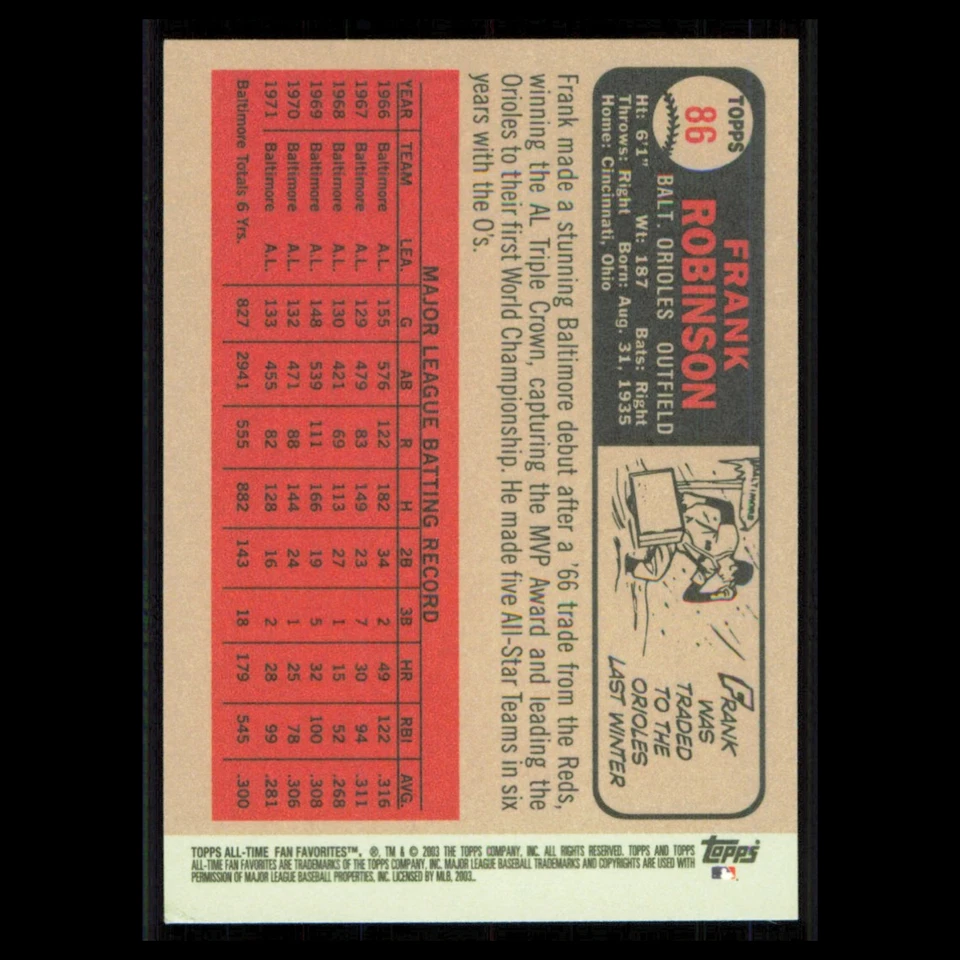 TOPPS
86
FRANK
ROBINSON
BALT. ORIOLES OUTFIELD
Ht: 6'1" Wt: 187 Bats: Right
Throws: Right Born: Aug. 31, 1935
Home: Cincinnati, Ohio
BALTIMORE
FRANK
WAS
TRADED
TO THE
ORIOLES
LAST WINTER
Frank made a stunning Baltimore debut after a '66 trade from the Reds,
winning the AL Triple Crown, capturing the MVP Award and leading the
Orioles to their first World Championship. He made five All-Star Teams in six
years with the O's.
MAJOR LEAGUE BATTING RECORD
YEAR TEAM LEA. G AB R H 2B 3B HR RBI AVG.
1966 Baltimore A.L. 155 576 122 182 34 2 49 122 .316
1967 Baltimore A.L. 129 479 83 149 23 7 30 94 .311
1968 Baltimore A.L. 130 421 69 113 27 1 15 52 .268
1969 Baltimore A.L. 148 539 111 166 19 5 32 100 .308
1970 Baltimore A.L. 132 471 88 144 24 1 25 78 .306
1971 Baltimore A.L. 133 455 82 128 16 2 28 99 .281
Baltimore Totals 6 Yrs. 827 2941 555 882 143 18 179 545 .300
Topps
TOPPS ALL-TIME FAN FAVORITES™. ®, TM & © 2003 THE TOPPS COMPANY, INC. ALL RIGHTS RESERVED. TOPPS AND TOPPS
ALL-TIME FAN FAVORITES ARE TRADEMARKS OF THE TOPPS COMPANY, INC. MAJOR LEAGUE BASEBALL TRADEMARKS AND COPYRIGHTS ARE USED WITH
PERMISSION OF MAJOR LEAGUE BASEBALL PROPERTIES, INC. LICENSED BY MLB, 2003..